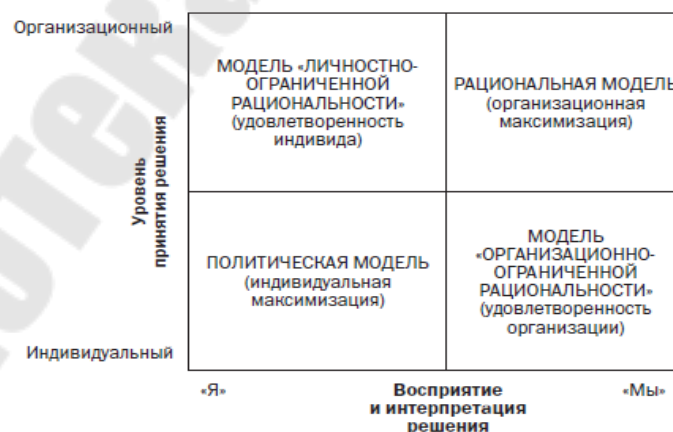 Организационный
Уровень
принятия решения
Индивидуальный
МОДЕЛЬ «ЛИЧНОСТНО-
ОГРАНИЧЕННОЙ
РАЦИОНАЛЬНОСТИ»
(удовлетворенность
индивида)
РАЦИОНАЛЬНАЯ МОДЕЛЬ
(организационная
максимизация)
ПОЛИТИЧЕСКАЯ МОДЕЛЬ
(индивидуальная
максимизация)
МОДЕЛЬ
«ОРГАНИЗАЦИОННО-
ОГРАНИЧЕННОЙ
РАЦИОНАЛЬНОСТИ»
(удовлетворенность
организации)
«Я»
Восприятие
и интерпретация
решения
«Мы»